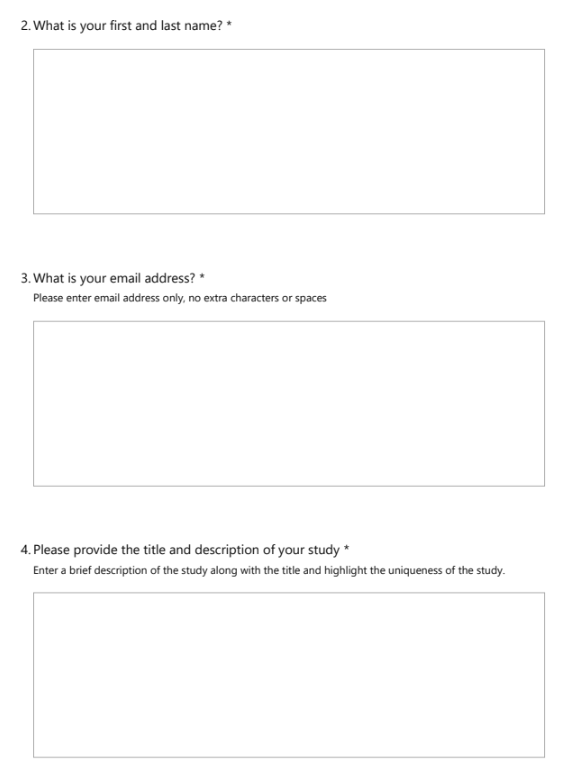 2. What is your first and last name? *
3. What is your email address? *
Please enter email address only, no extra characters or spaces
4. Please provide the title and description of your study *
Enter a brief description of the study along with the title and highlight the uniqueness of the study.